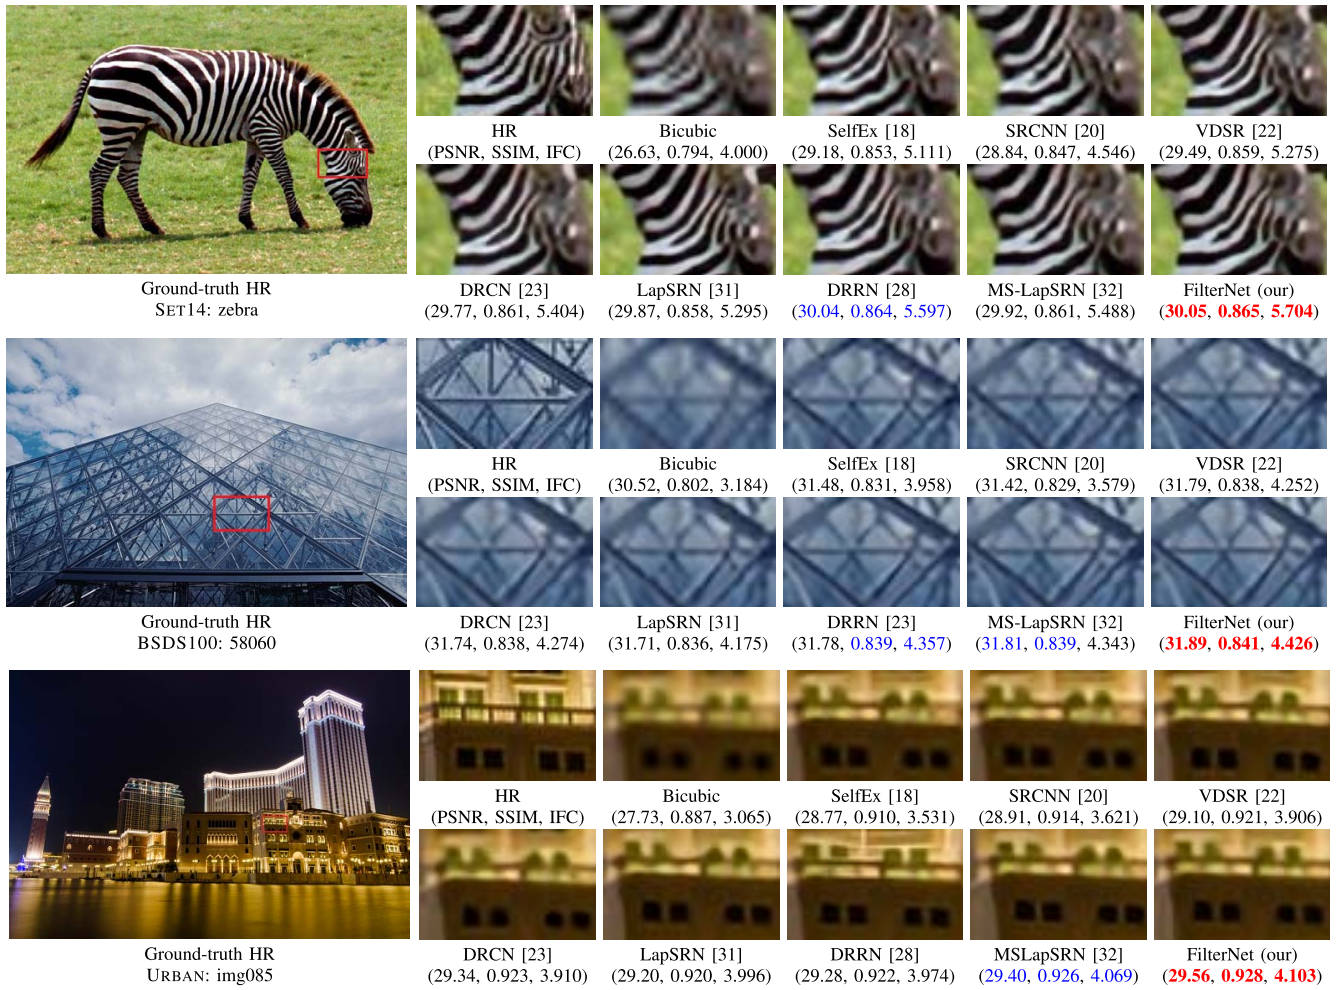 HR
(PSNR, SSIM, IFC)
Bicubic
(26.63, 0.794, 4.000)
SelfEx [18]
(29.18, 0.853, 5.111)
SRCNN [20]
(28.84, 0.847, 4.546)
VDSR [22]
(29.49, 0.859, 5.275)
Ground-truth HR
SET14: zebra
DRCN [23]
(29.77, 0.861, 5.404)
LapSRN [31]
(29.87, 0.858, 5.295)
DRRN [28]
(30.04, 0.864, 5.597)
MS-LapSRN [32]
(29.92, 0.861, 5.488)
FilterNet (our)
(30.05, 0.865, 5.704)
HR
(PSNR, SSIM, IFC)
Bicubic
(30.52, 0.802, 3.184)
SelfEx [18]
(31.48, 0.831, 3.958)
SRCNN [20]
(31.42, 0.829, 3.579)
VDSR [22]
(31.79, 0.838, 4.252)
Ground-truth HR
BSDS100: 58060
DRCN [23]
(31.74, 0.838, 4.274)
LapSRN [31]
(31.71, 0.836, 4.175)
DRRN [23]
(31.78, 0.839, 4.357)
MS-LapSRN [32]
(31.81, 0.839, 4.343)
FilterNet (our)
(31.89, 0.841, 4.426)
HR
(PSNR, SSIM, IFC)
Bicubic
(27.73, 0.887, 3.065)
SelfEx [18]
(28.77, 0.910, 3.531)
SRCNN [20]
(28.91, 0.914, 3.621)
VDSR [22]
(29.10, 0.921, 3.906)
Ground-truth HR
URBAN: img085
DRCN [23]
(29.34, 0.923, 3.910)
LapSRN [31]
(29.20, 0.920, 3.996)
DRRN [28]
(29.28, 0.922, 3.974)
MSLapSRN [32]
(29.40, 0.926, 4.069)
FilterNet (our)
(29.56, 0.928, 4.103)